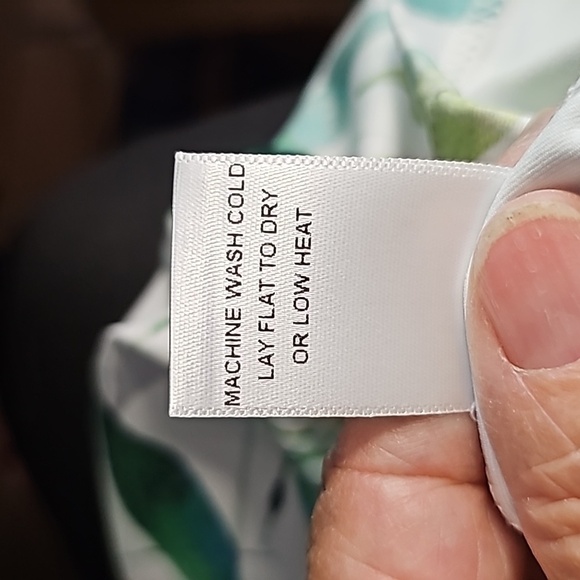 MACHINE WASH COLD
LAY FLAT TO DRY
OR LOW HEAT